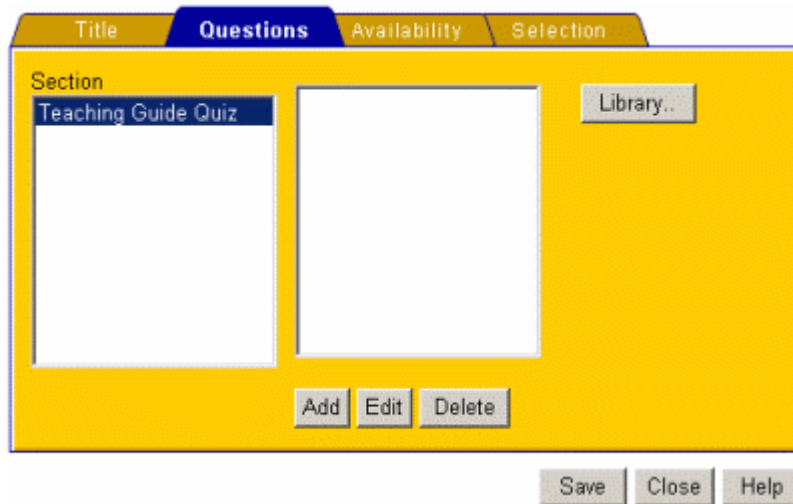 Title Questions Availability Selection
Section
Teaching Guide Quiz
Library..
Add Edit Delete
Save Close Help